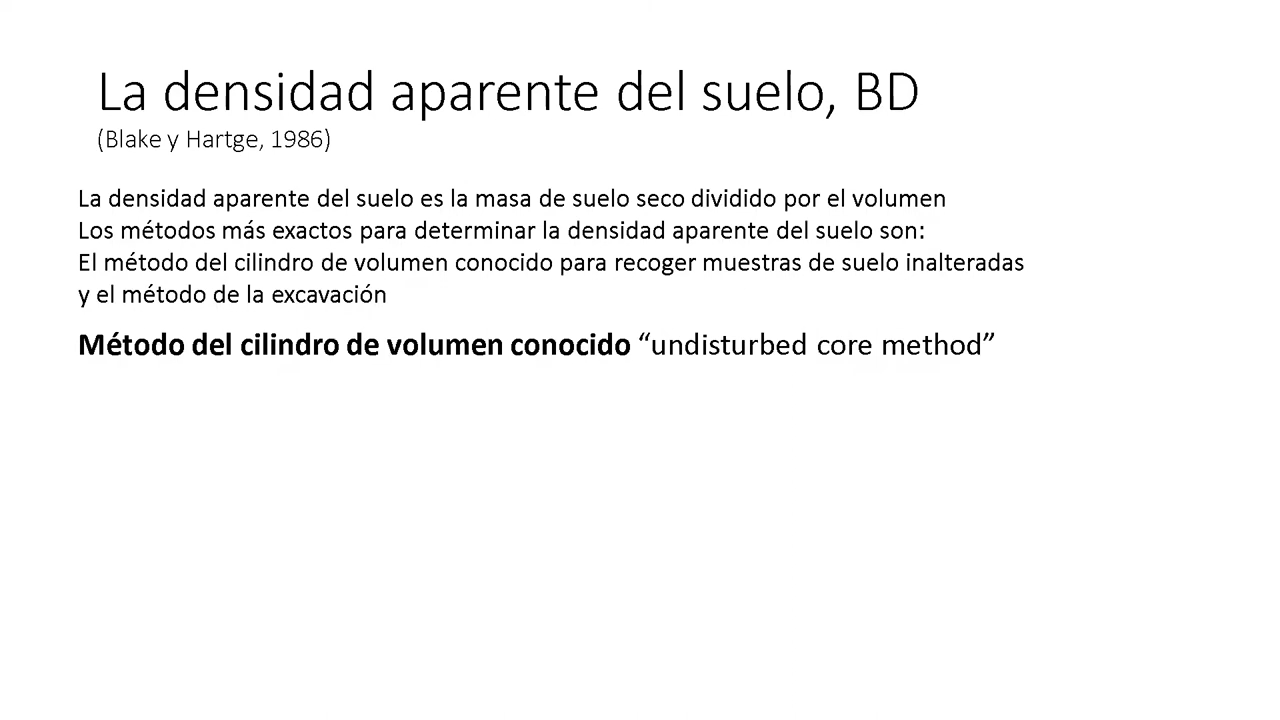 La densidad aparente del suelo, BD
(Blake y Hartge, 1986)
La densidad aparente del suelo es la masa de suelo seco dividido por el volumen
Los métodos más exactos para determinar la densidad aparente del suelo son:
El método del cilindro de volumen conocido para recoger muestras de suelo inalteradas
y el método de la excavación
Método del cilindro de volumen conocido “undisturbed core method”